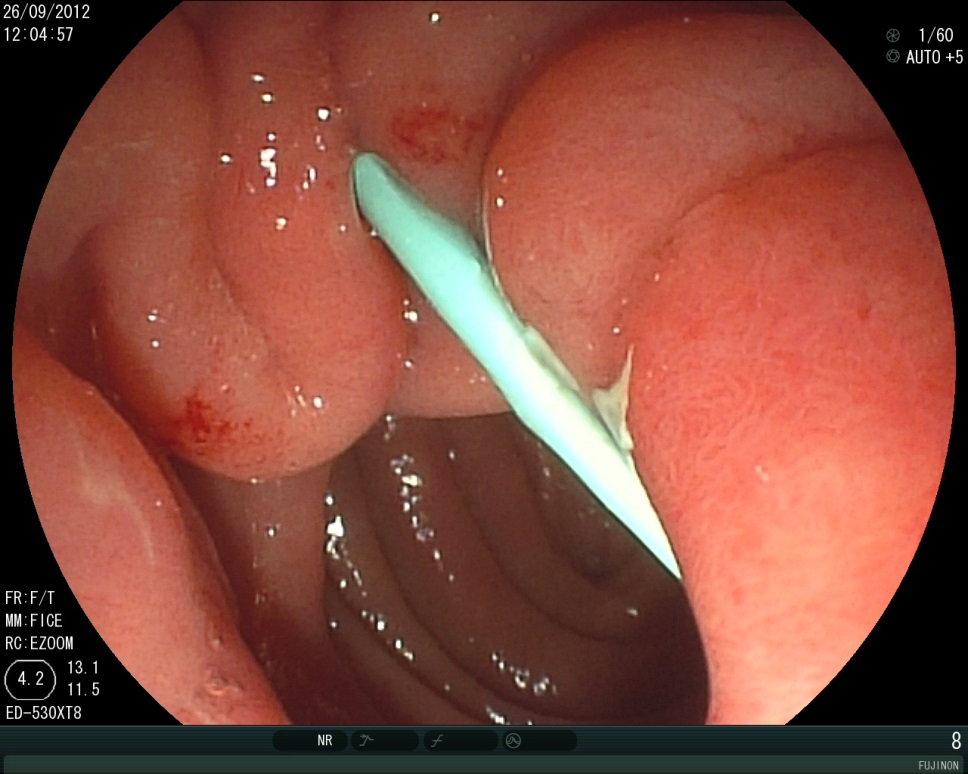 26/09/2012
12:04:57
1/60
AUTO +5
FR:F/T
MM:FICE
RC:EZOOM
4.2
13.1
11.5
ED-530XT8
NR
8
FUJINON